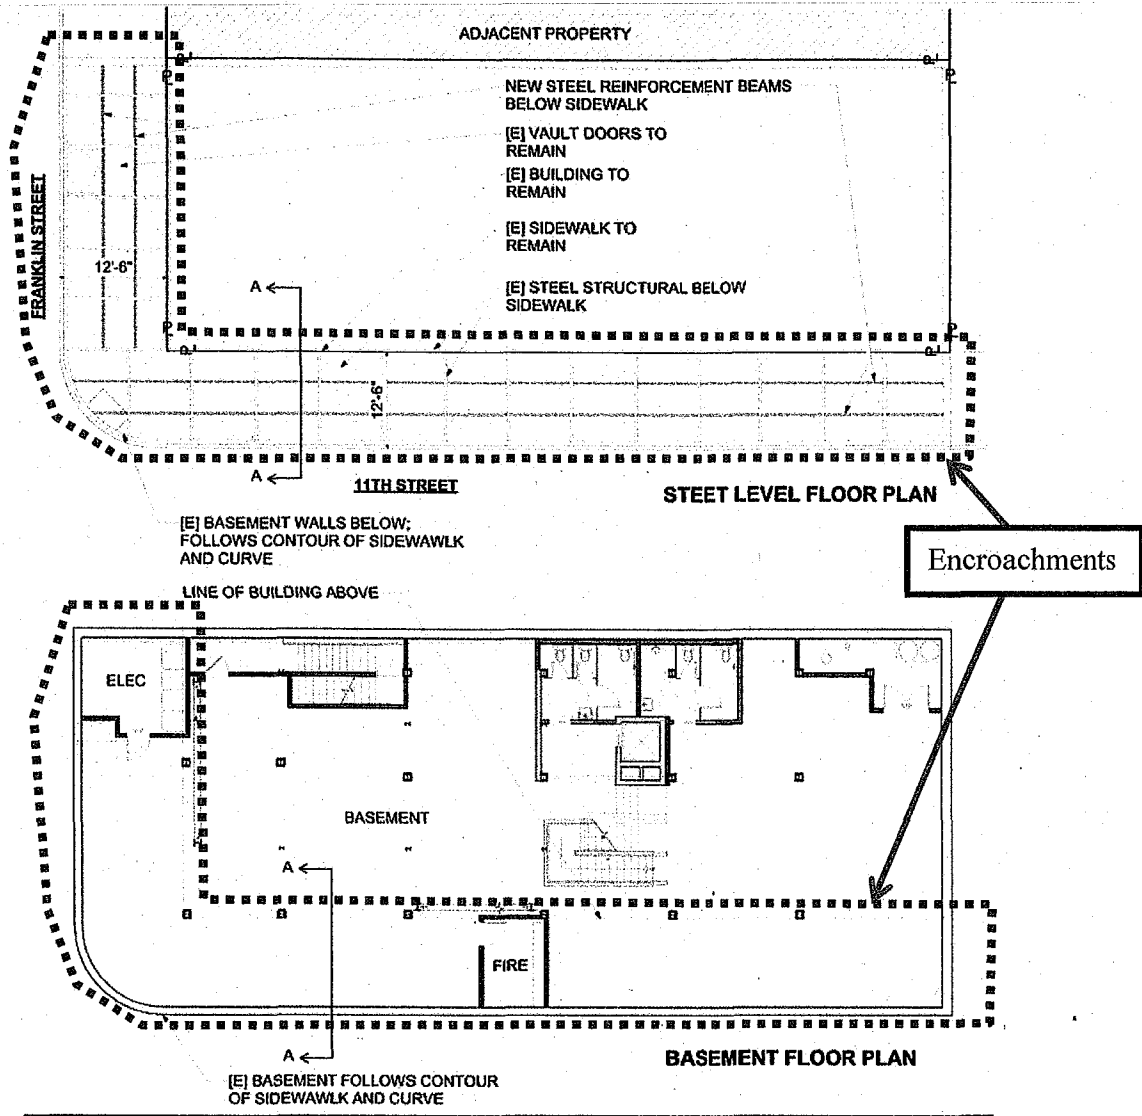 ADJACENT PROPERTY
NEW STEEL REINFORCEMENT BEAMS
BELOW SIDEWALK
[E] VAULT DOORS TO
REMAIN
[E] BUILDING TO
REMAIN
[E] SIDEWALK TO
REMAIN
[E] STEEL STRUCTURAL BELOW
SIDEWALK
FRANKLIN STREET
12'-6"
A
12'-6"
A
11TH STREET
STEET LEVEL FLOOR PLAN
[E] BASEMENT WALLS BELOW;
FOLLOWS CONTOUR OF SIDEWAWLK
AND CURVE
Encroachments
LINE OF BUILDING ABOVE
ELEC
BASEMENT
A
FIRE
A
BASEMENT FLOOR PLAN
[E] BASEMENT FOLLOWS CONTOUR
OF SIDEWAWLK AND CURVE